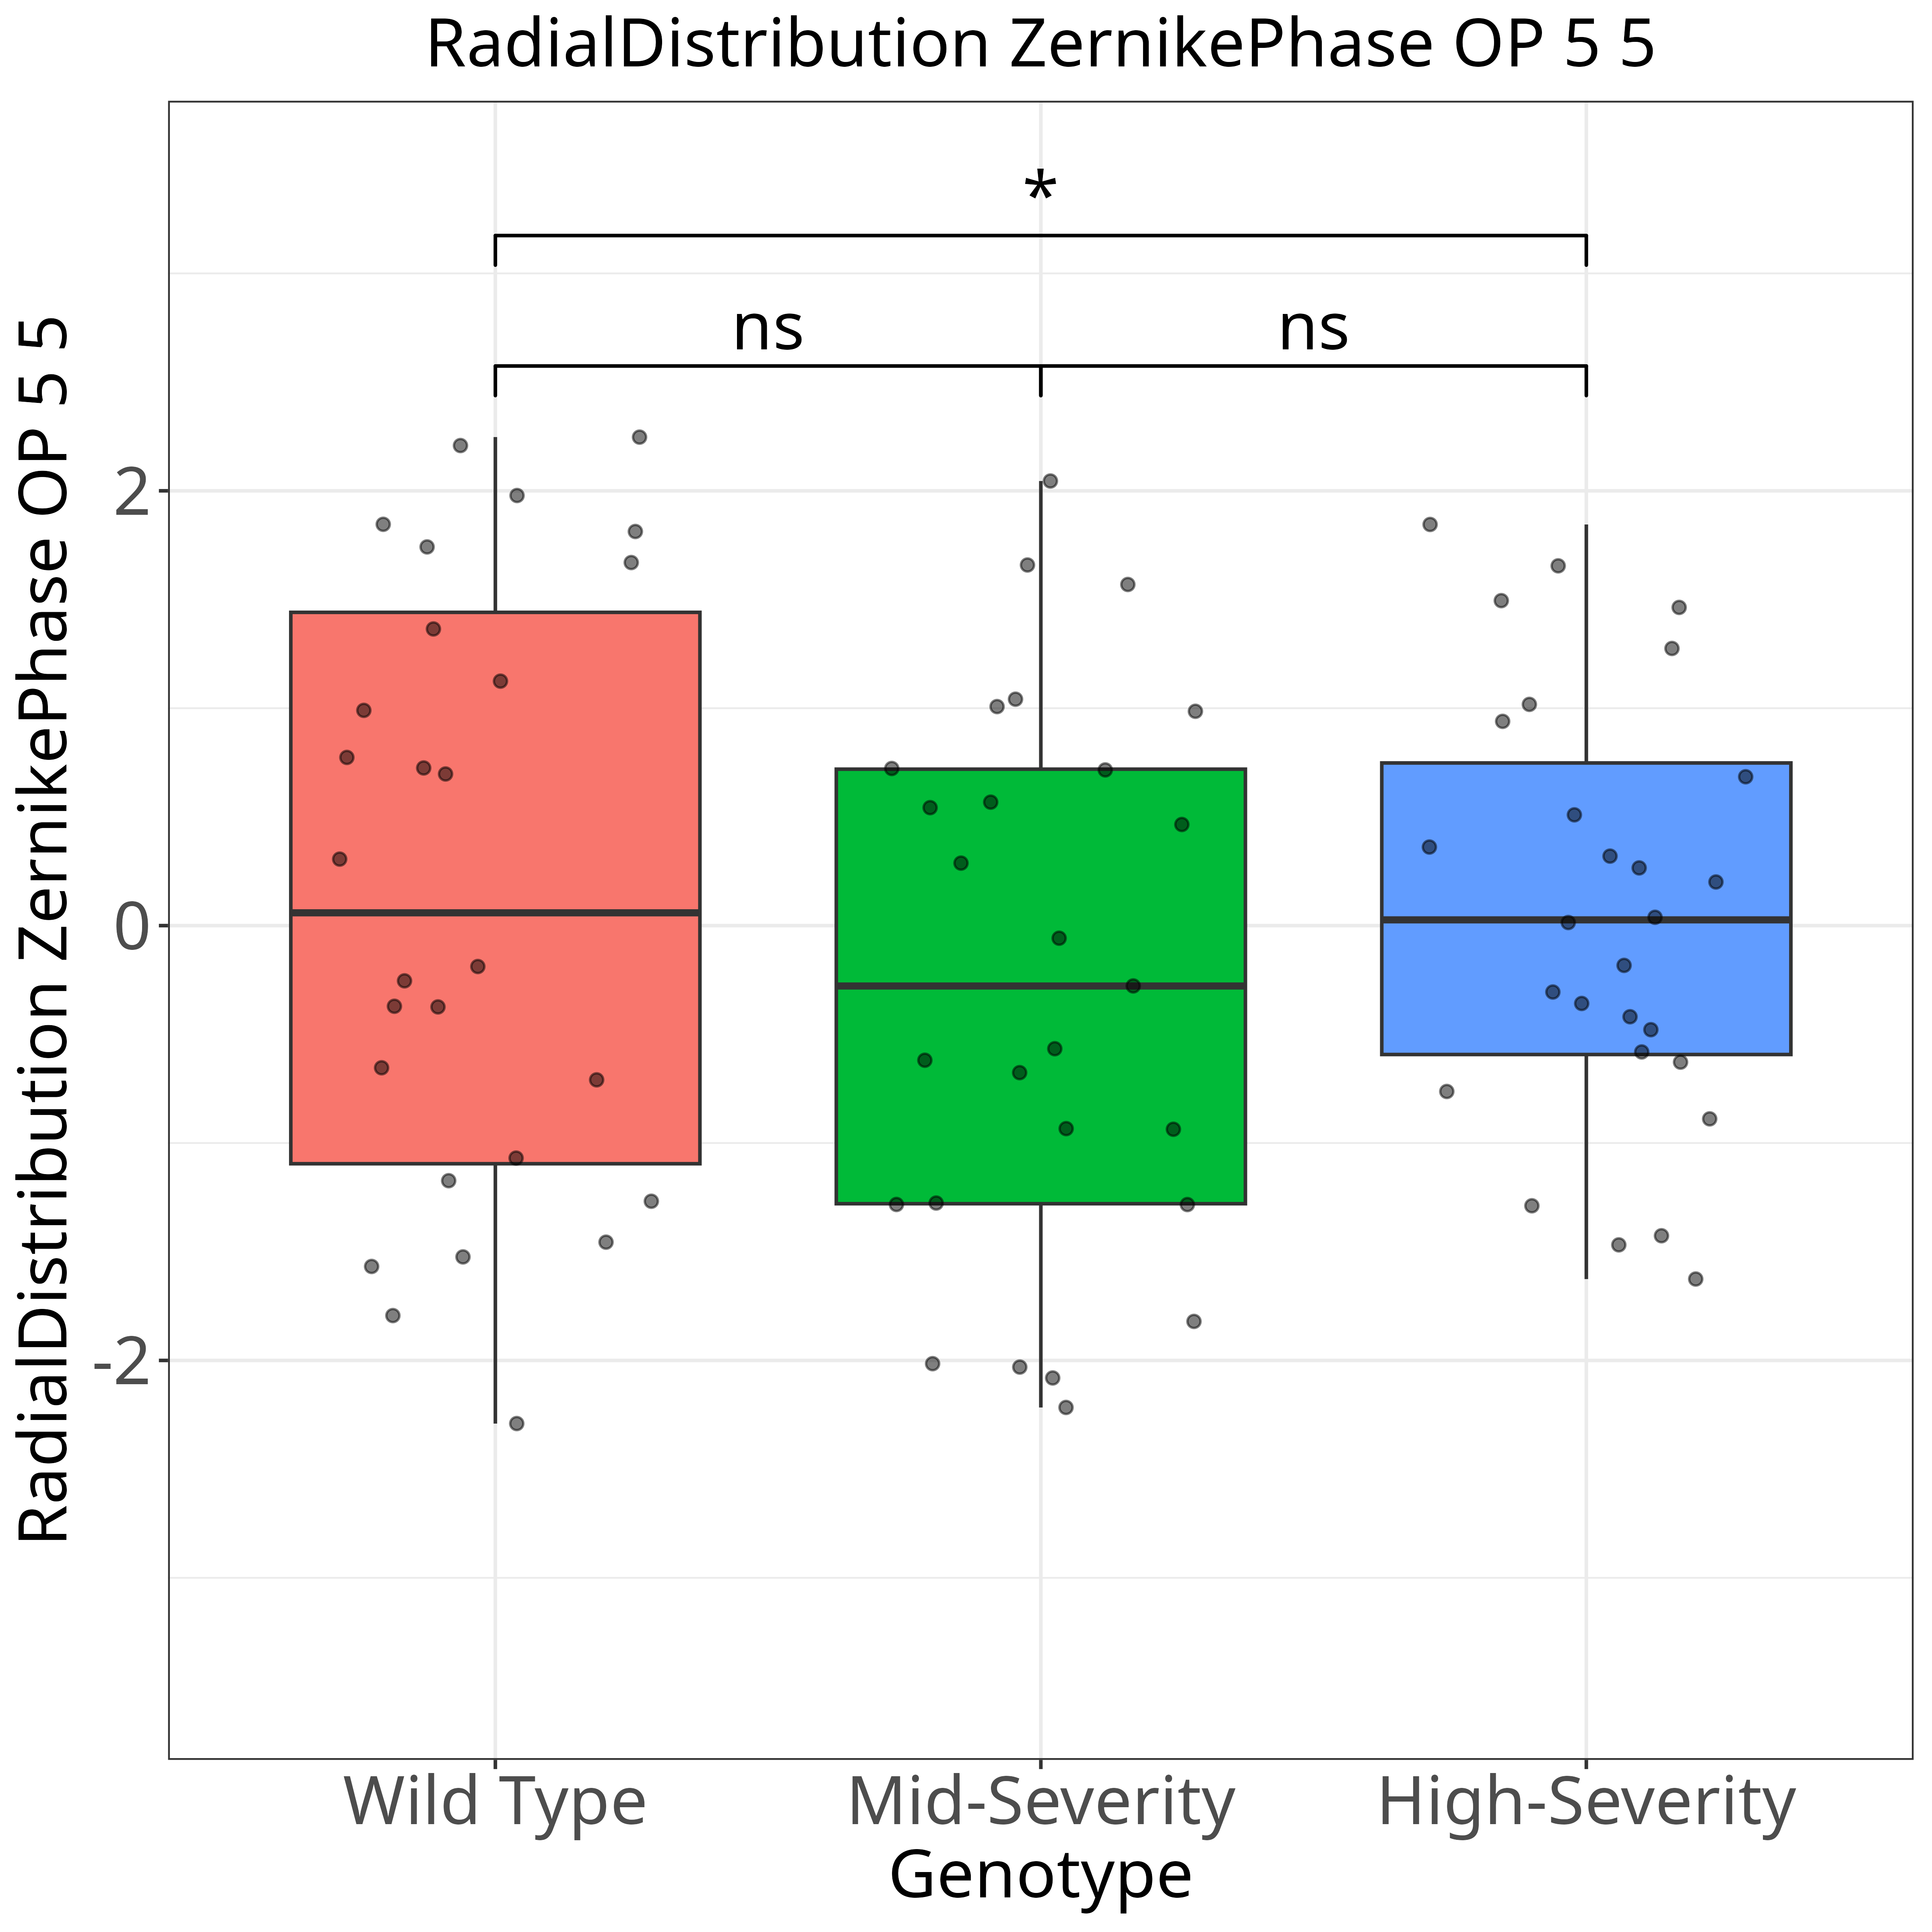 RadialDistribution ZernikePhase OP 5 5
*
ns ns
RadialDistribution ZernikePhase OP 5 5
2
0
-2
Wild Type Mid-Severity High-Severity
Genotype